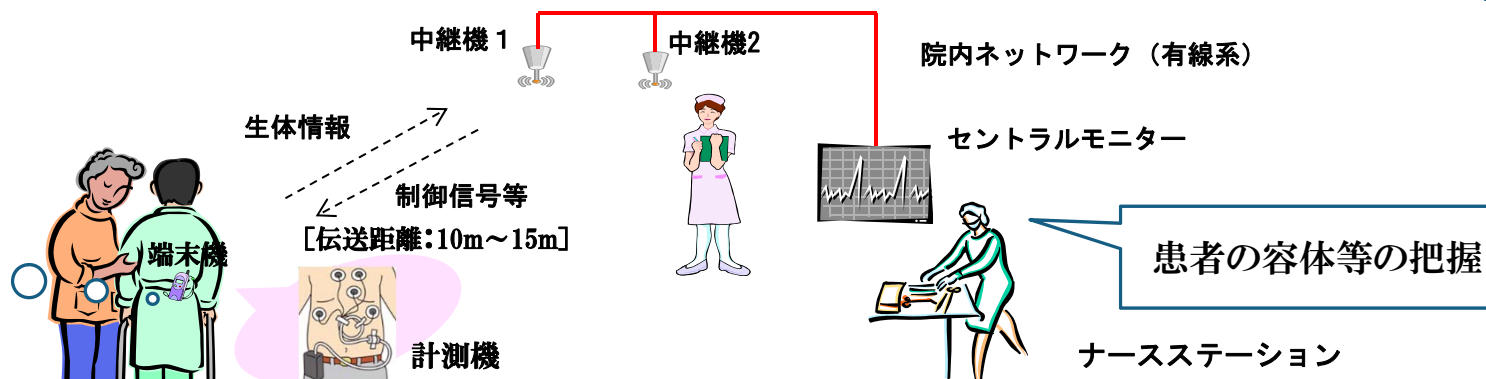 中継機１
中継機2
院内ネットワーク（有線系）
生体情報
セントラルモニター
制御信号等
［伝送距離：10m～15m］
端末機
患者の容体等の把握
計測機
ナースステーション